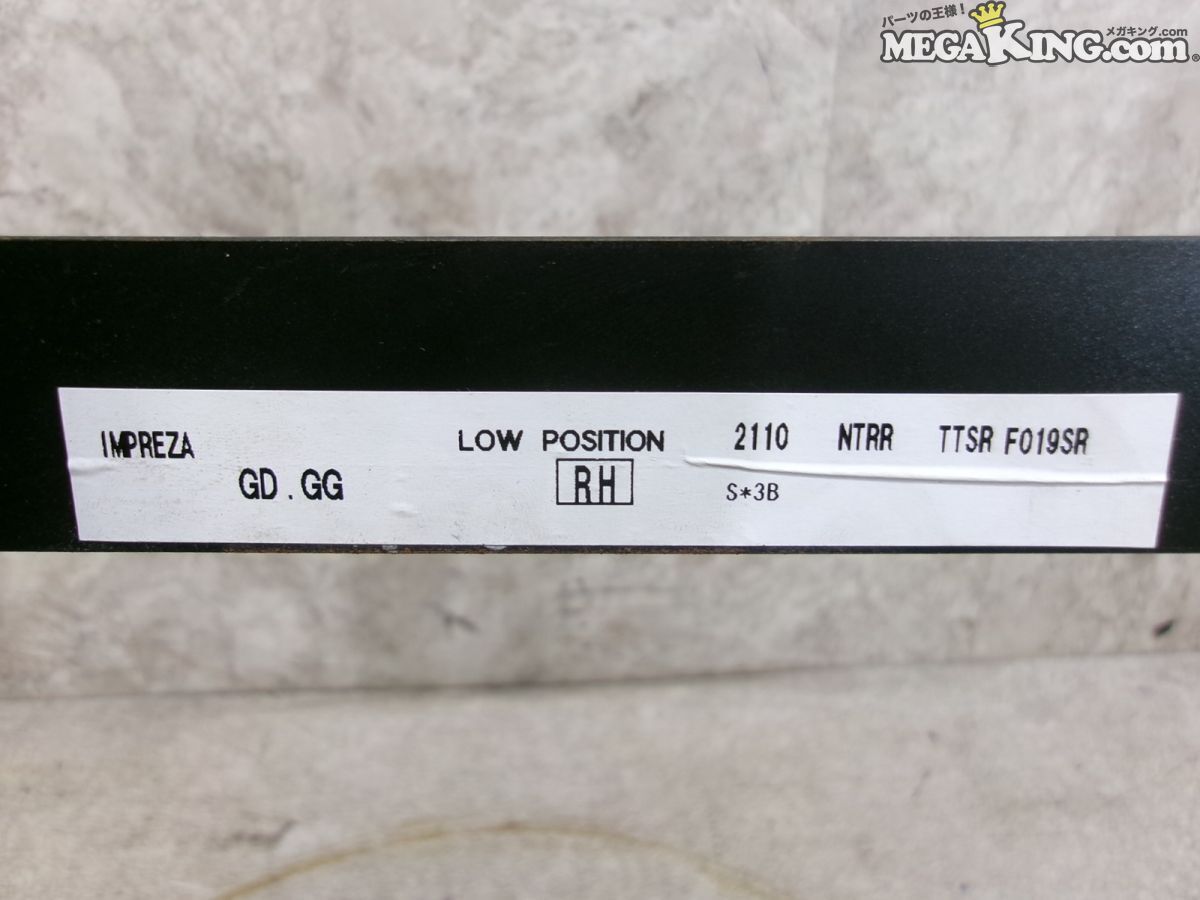 パーツの王様!
メガキング.com
MEGAKING.com®
IMPREZA LOW POSITION 2110 NTRR TTSR F019SR
GD.GG RH S*3B